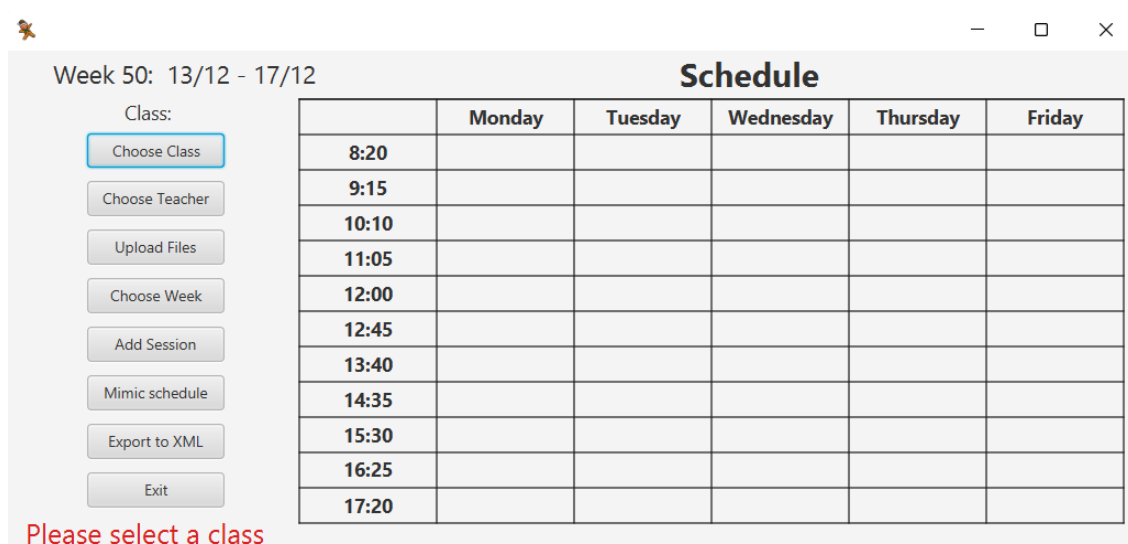 Week 50: 13/12 - 17/12
Schedule
Class:
Choose Class
Choose Teacher
Upload Files
Choose Week
Add Session
Mimic schedule
Export to XML
Exit
Please select a class
Monday Tuesday Wednesday Thursday Friday
8:20
9:15
10:10
11:05
12:00
12:45
13:40
14:35
15:30
16:25
17:20